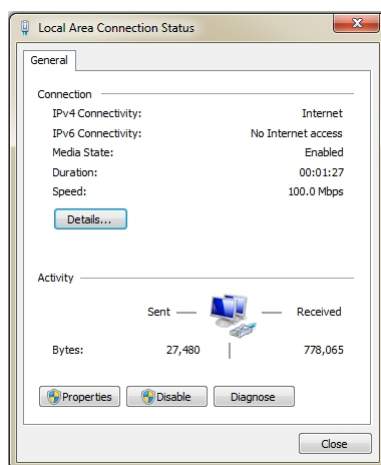 Local Area Connection Status
General
Connection
IPv4 Connectivity: Internet
IPv6 Connectivity: No Internet access
Media State: Enabled
Duration: 00:01:27
Speed: 100.0 Mbps
Details...
Activity
Sent Received
Bytes: 27,480 778,065
Properties Disable Diagnose
Close